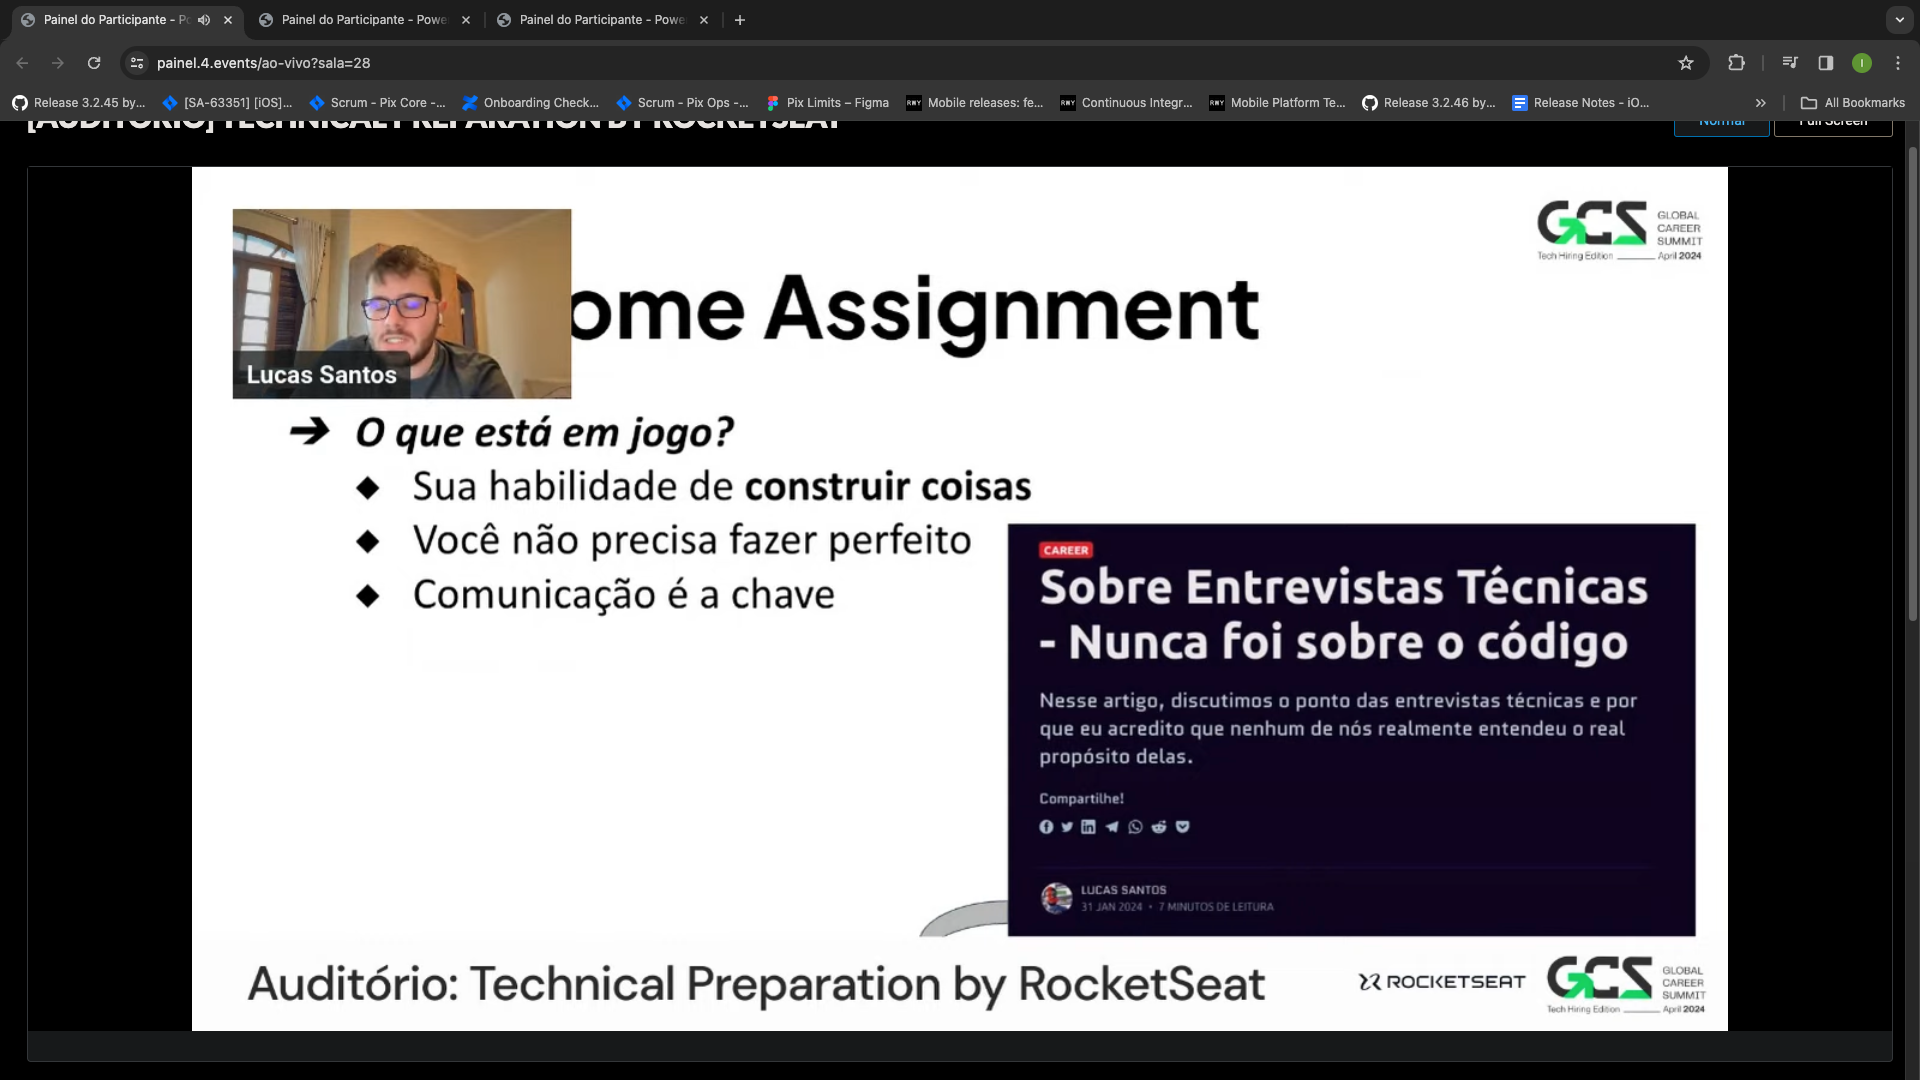 Painel do Participante - Po
Painel do Participante - Powe
Painel do Participante - Powe
painel.4.events/ao-vivo?sala=28
Release 3.2.45 by...
[SA-63351] [iOS]...
Scrum - Pix Core -...
Onboarding Check...
Scrum - Pix Ops -...
Pix Limits – Figma
Mobile releases: fe...
Continuous Integr...
Mobile Platform Te...
Release 3.2.46 by...
Release Notes - iO...
All Bookmarks
[AUDITÓRIO] TECHNICAL PREPARATION BY ROCKETSEAT
Normal
Full Screen
GCS GLOBAL CAREER SUMMIT
Tech Hiring Edition April 2024
ome Assignment
Lucas Santos
➔ O que está em jogo?
◆ Sua habilidade de construir coisas
◆ Você não precisa fazer perfeito
◆ Comunicação é a chave
CAREER
Sobre Entrevistas Técnicas
- Nunca foi sobre o código
Nesse artigo, discutimos o ponto das entrevistas técnicas e por
que eu acredito que nenhum de nós realmente entendeu o real
propósito delas.
Compartilhe!
LUCAS SANTOS
31 JAN 2024 • 7 MINUTOS DE LEITURA
Auditório: Technical Preparation by RocketSeat
ROCKETSEAT
GCS GLOBAL CAREER SUMMIT
Tech Hiring Edition April 2024